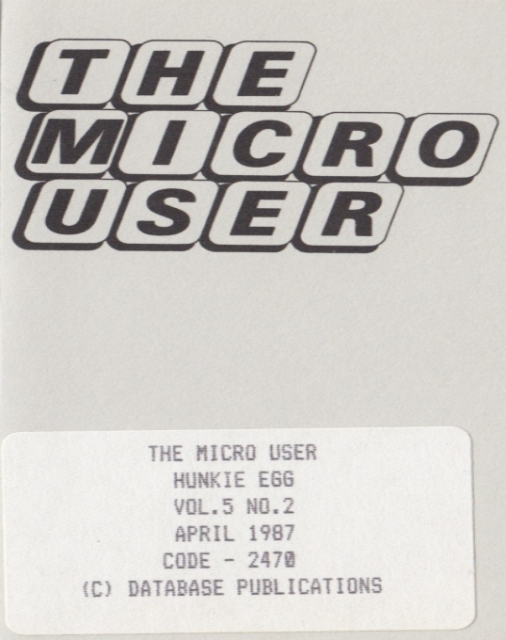 THE
MICRO
USER
THE MICRO USER
HUNKIE EGG
VOL.5 NO.2
APRIL 1987
CODE - 2470
(C) DATABASE PUBLICATIONS